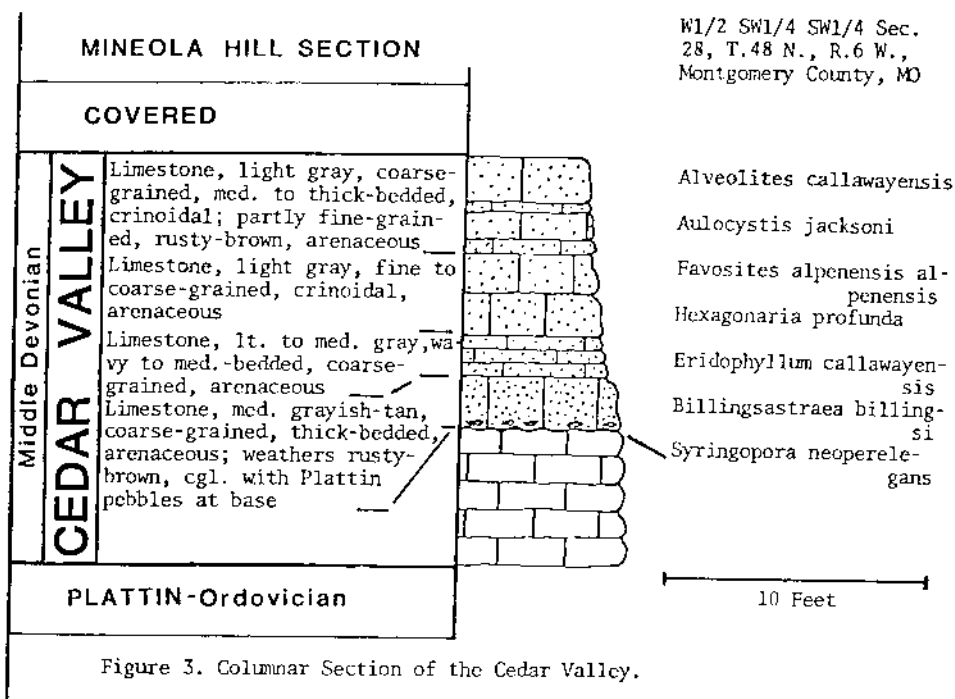 MINEOLA HILL SECTION
W1/2 SW1/4 SW1/4 Sec.
28, T.48 N., R.6 W.,
Montgomery County, MO
COVERED
Middle Devonian
CEDAR VALLEY
Limestone, light gray, coarse-
grained, med. to thick-bedded,
crinoidal; partly fine-grain-
ed, rusty-brown, arenaceous
Limestone, light gray, fine to
coarse-grained, crinoidal,
arenaceous
Limestone, lt. to med. gray, wa-
vy to med.-bedded, coarse-
grained, arenaceous
Limestone, med. grayish-tan,
coarse-grained, thick-bedded,
arenaceous; weathers rusty-
brown, cgl. with Plattin
pebbles at base
Alveolites callawayensis
Aulocystis jacksoni
Favosites alpenensis al-
penensis
Hexagonaria profunda
Eridophyllum callawayen-
sis
Billingsastraea billing-
si
Syringopora neoperele-
gans
PLATTIN-Ordovician
10 Feet
Figure 3. Columnar Section of the Cedar Valley.